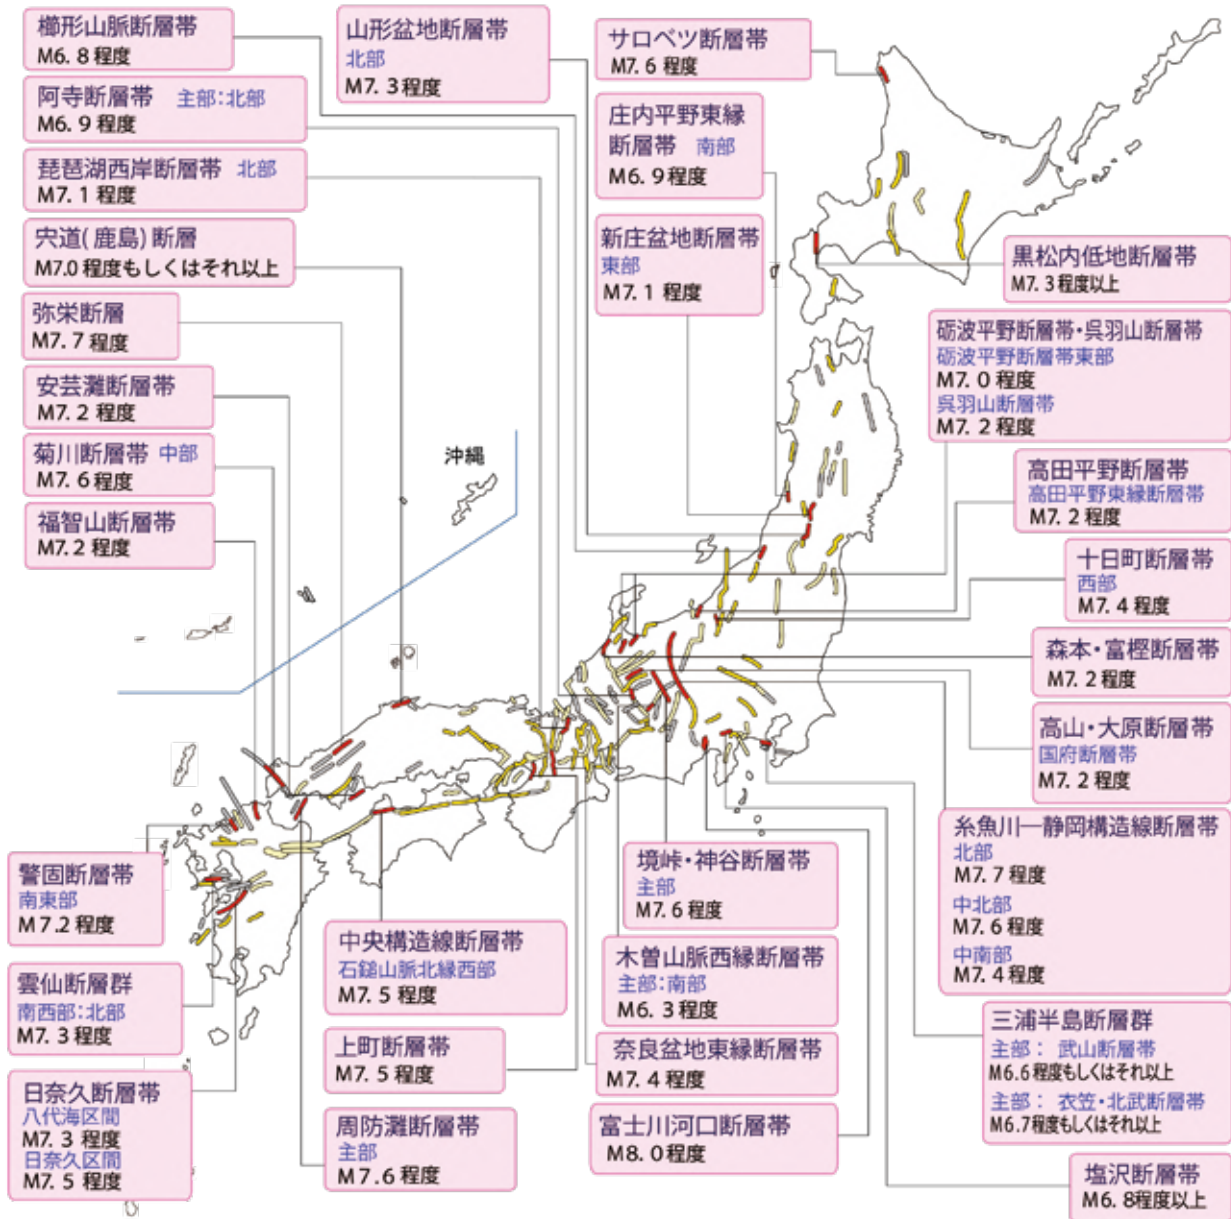 櫛形山脈断層帯
M6. 8 程度
山形盆地断層帯
北部
M7. 3 程度
サロベツ断層帯
M7. 6 程度
阿寺断層帯 主部:北部
M6. 9 程度
庄内平野東縁
断層帯 南部
M6. 9 程度
琵琶湖西岸断層帯 北部
M7. 1 程度
宍道( 鹿島) 断層
M7.0 程度もしくはそれ以上
新庄盆地断層帯
東部
M7. 1 程度
黒松内低地断層帯
M7. 3 程度以上
弥栄断層
M7. 7 程度
砺波平野断層帯・呉羽山断層帯
砺波平野断層帯東部
M7. 0 程度
呉羽山断層帯
M7. 2 程度
安芸灘断層帯
M7. 2 程度
菊川断層帯 中部
M7. 6 程度
沖縄
高田平野断層帯
高田平野東縁断層帯
M7. 2 程度
福智山断層帯
M7. 2 程度
十日町断層帯
西部
M7. 4 程度
森本・富樫断層帯
M7. 2 程度
高山・大原断層帯
国府断層帯
M7. 2 程度
糸魚川―静岡構造線断層帯
北部
M7. 7 程度
中北部
M7. 6 程度
中南部
M7. 4 程度
境峠・神谷断層帯
主部
M7. 6 程度
警固断層帯
南東部
M 7.2 程度
中央構造線断層帯
石鎚山脈北縁西部
M7. 5 程度
木曽山脈西縁断層帯
主部:南部
M6. 3 程度
雲仙断層群
南西部:北部
M7. 3 程度
三浦半島断層群
主部： 武山断層帯
M6.6 程度もしくはそれ以上
主部： 衣笠・北武断層帯
M6.7程度もしくはそれ以上
上町断層帯
M7. 5 程度
奈良盆地東縁断層帯
M7. 4 程度
日奈久断層帯
八代海区間
M7. 3 程度
日奈久区間
M7. 5 程度
周防灘断層帯
主部
M 7 .6 程度
富士川河口断層帯
M8. 0程度
塩沢断層帯
M6. 8程度以上